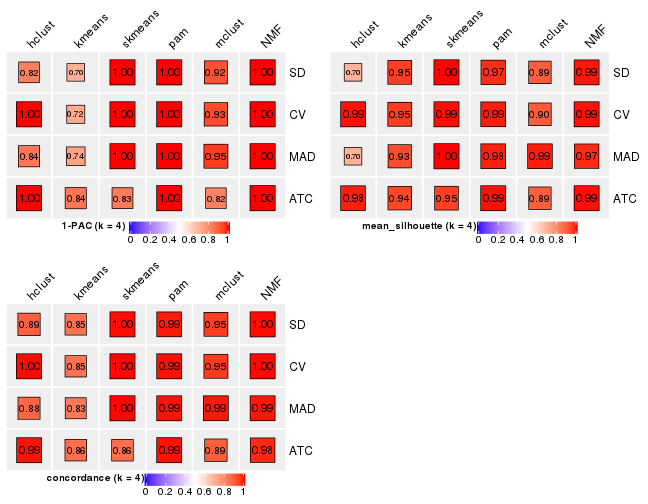 hclust kmeans skmeans pam mclust NMF
0.82 0.70 1.00 1.00 0.92 1.00 SD
1.00 0.72 1.00 1.00 0.93 1.00 CV
0.84 0.74 1.00 1.00 0.95 1.00 MAD
1.00 0.84 0.83 1.00 0.82 1.00 ATC
1-PAC (k = 4)
0 0.2 0.4 0.6 0.8 1
hclust kmeans skmeans pam mclust NMF
0.70 0.95 1.00 0.97 0.89 0.99 SD
0.99 0.95 0.99 0.99 0.90 0.99 CV
0.70 0.93 1.00 0.98 0.99 0.97 MAD
0.98 0.94 0.95 0.99 0.89 0.99 ATC
mean_silhouette (k = 4)
0 0.2 0.4 0.6 0.8 1
hclust kmeans skmeans pam mclust NMF
0.89 0.85 1.00 0.99 0.95 1.00 SD
1.00 0.85 1.00 0.99 0.95 1.00 CV
0.88 0.83 1.00 0.99 0.99 0.99 MAD
0.99 0.86 0.86 0.99 0.89 0.98 ATC
concordance (k = 4)
0 0.2 0.4 0.6 0.8 1